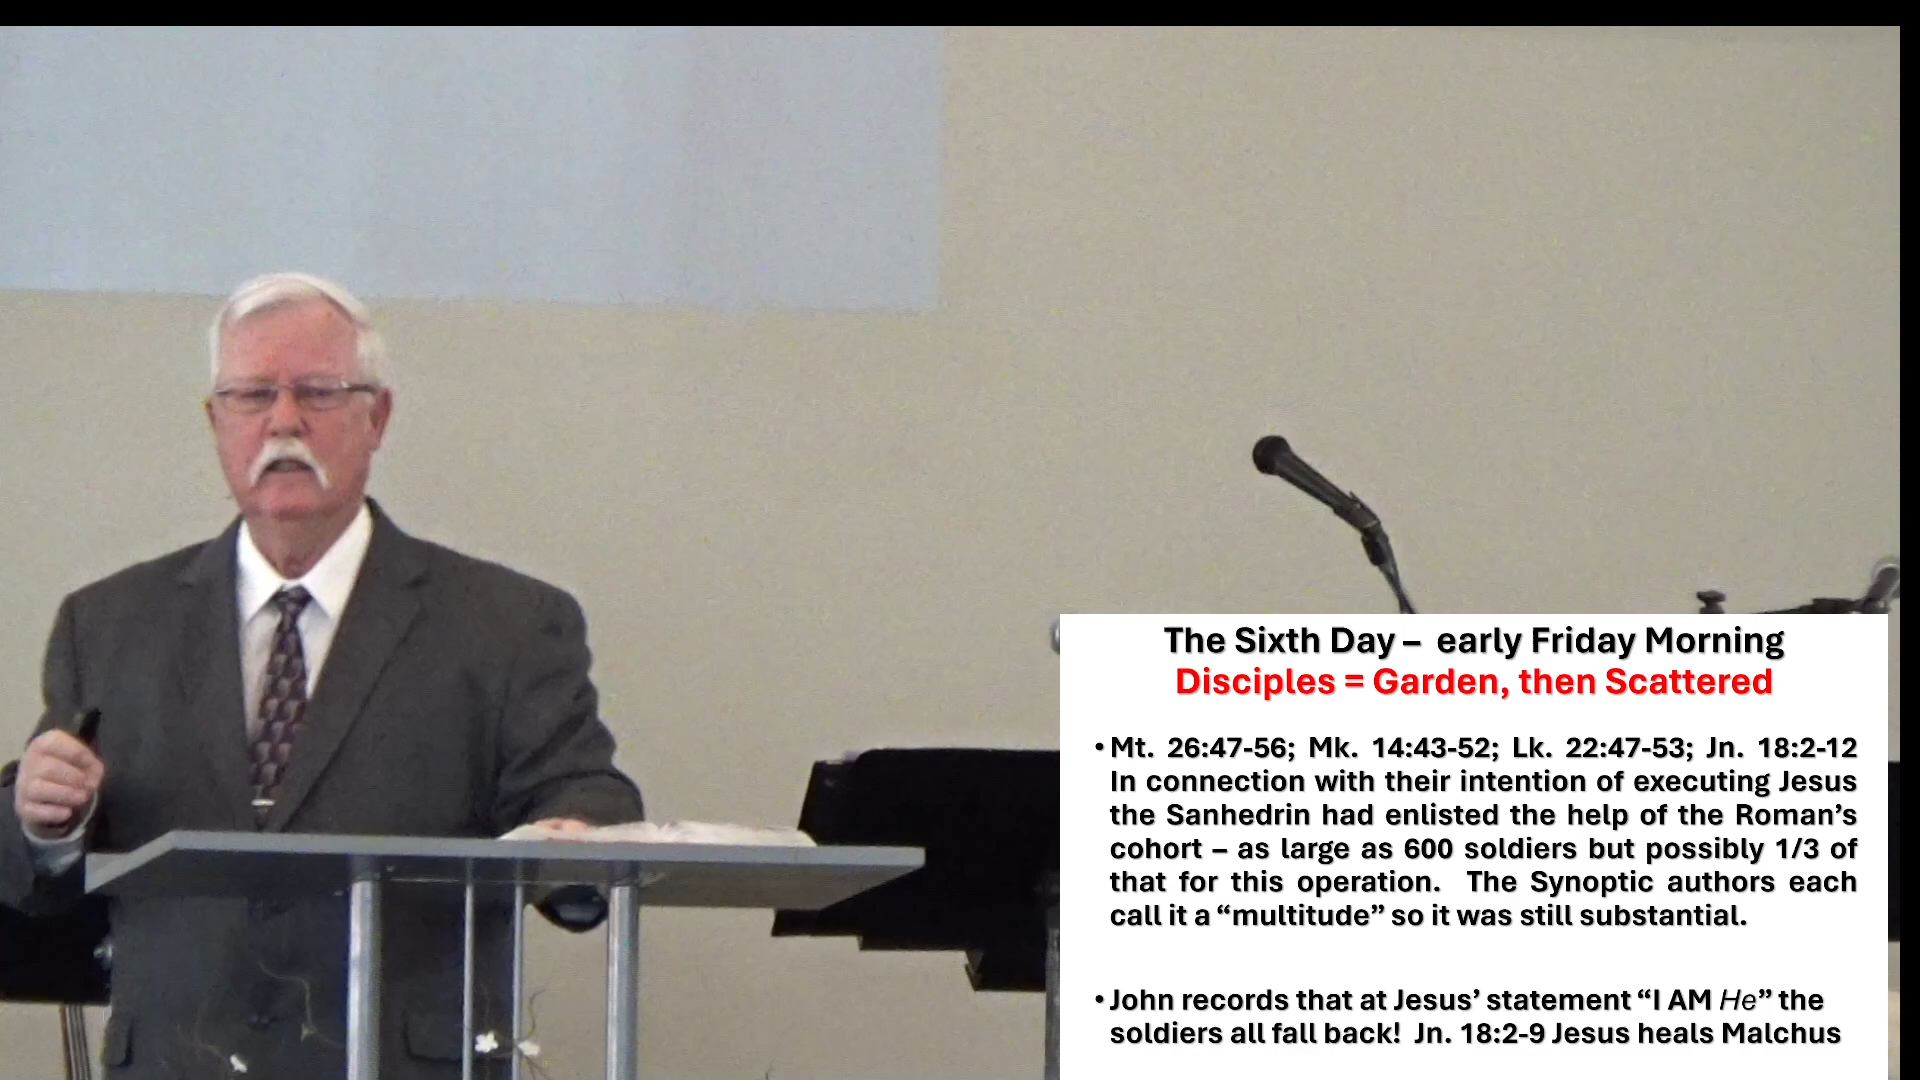 The Sixth Day – early Friday Morning
Disciples = Garden, then Scattered
• Mt. 26:47-56; Mk. 14:43-52; Lk. 22:47-53; Jn. 18:2-12
In connection with their intention of executing Jesus
the Sanhedrin had enlisted the help of the Roman’s
cohort – as large as 600 soldiers but possibly 1/3 of
that for this operation. The Synoptic authors each
call it a “multitude” so it was still substantial.
• John records that at Jesus’ statement “I AM He” the
soldiers all fall back! Jn. 18:2-9 Jesus heals Malchus